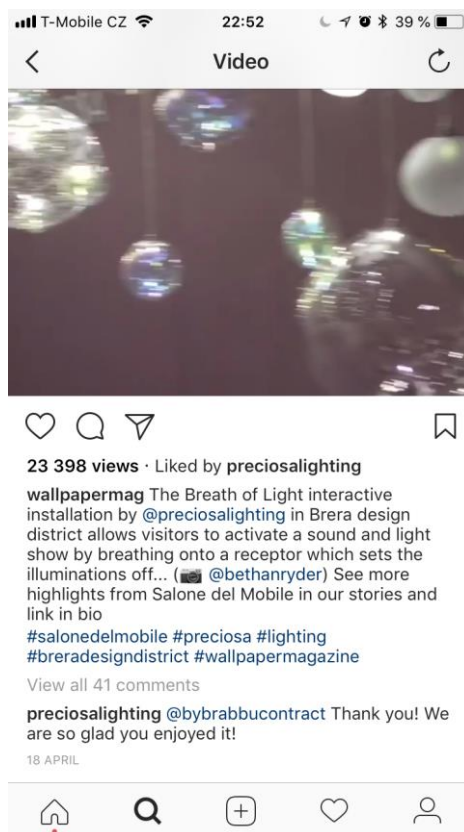 T-Mobile CZ 22:52 39 %
Video
23 398 views · Liked by preciosalighting
wallpapermag The Breath of Light interactive
installation by @preciosalighting in Brera design
district allows visitors to activate a sound and light
show by breathing onto a receptor which sets the
illuminations off... (📷 @bethanryder) See more
highlights from Salone del Mobile in our stories and
link in bio
#salonedelmobile #preciosa #lighting
#breradesigndistrict #wallpapermagazine
View all 41 comments
preciosalighting @bybrabbucontract Thank you! We
are so glad you enjoyed it!
18 APRIL